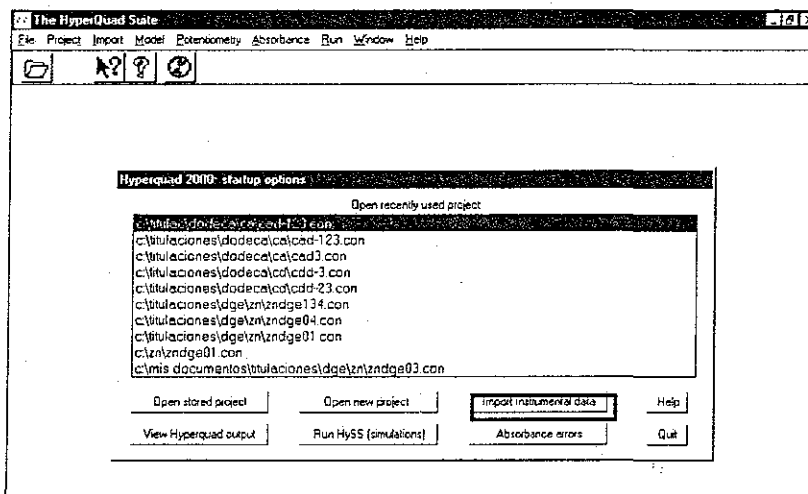 The HyperQuad Suite
File Project Import Model Potentiometry Absorbance Run Window Help
Hyperquad 2000: startup options
Open recently used project
c:\titulaciones\dodeca\ca\cad-123.con
c:\titulaciones\dodeca\ca\cad3.con
c:\titulaciones\dodeca\cd\cdd-3.con
c:\titulaciones\dodeca\cd\cdd-23.con
c:\titulaciones\dge\zn\zndge134.con
c:\titulaciones\dge\zn\zndge04.con
c:\titulaciones\dge\zn\zndge01.con
c:\zn\zndge01.con
c:\mis documentos\titulaciones\dge\zn\zndge03.con
Open stored project Open new project Import instrumental data Help
View Hyperquad output Run HySS (simulations) Absorbance errors Quit